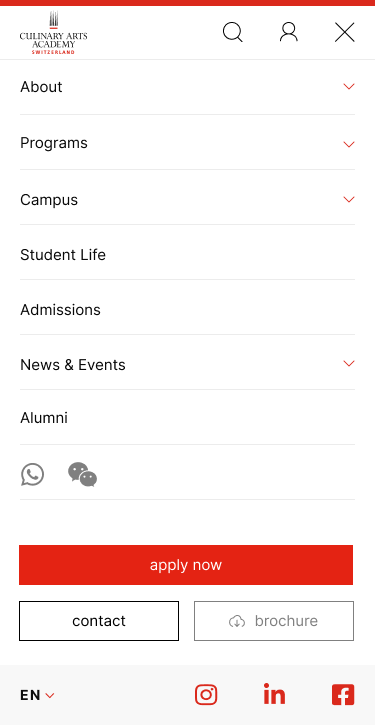 CULINARY ARTS
ACADEMY
SWITZERLAND
About
Programs
Campus
Student Life
Admissions
News & Events
Alumni
apply now
contact
brochure
EN